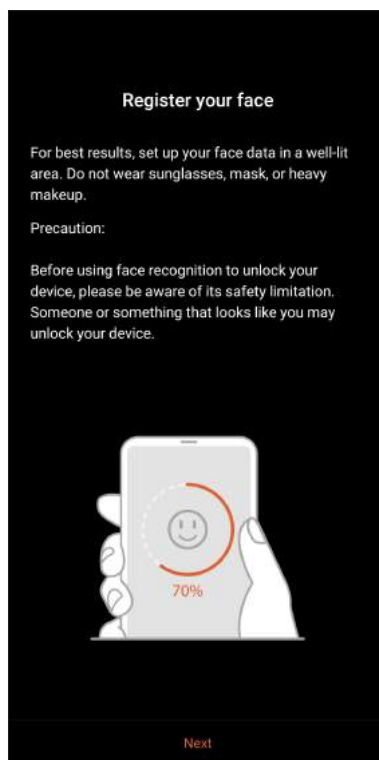 Register your face
For best results, set up your face data in a well-lit
area. Do not wear sunglasses, mask, or heavy
makeup.
Precaution:
Before using face recognition to unlock your
device, please be aware of its safety limitation.
Someone or something that looks like you may
unlock your device.
70%
Next